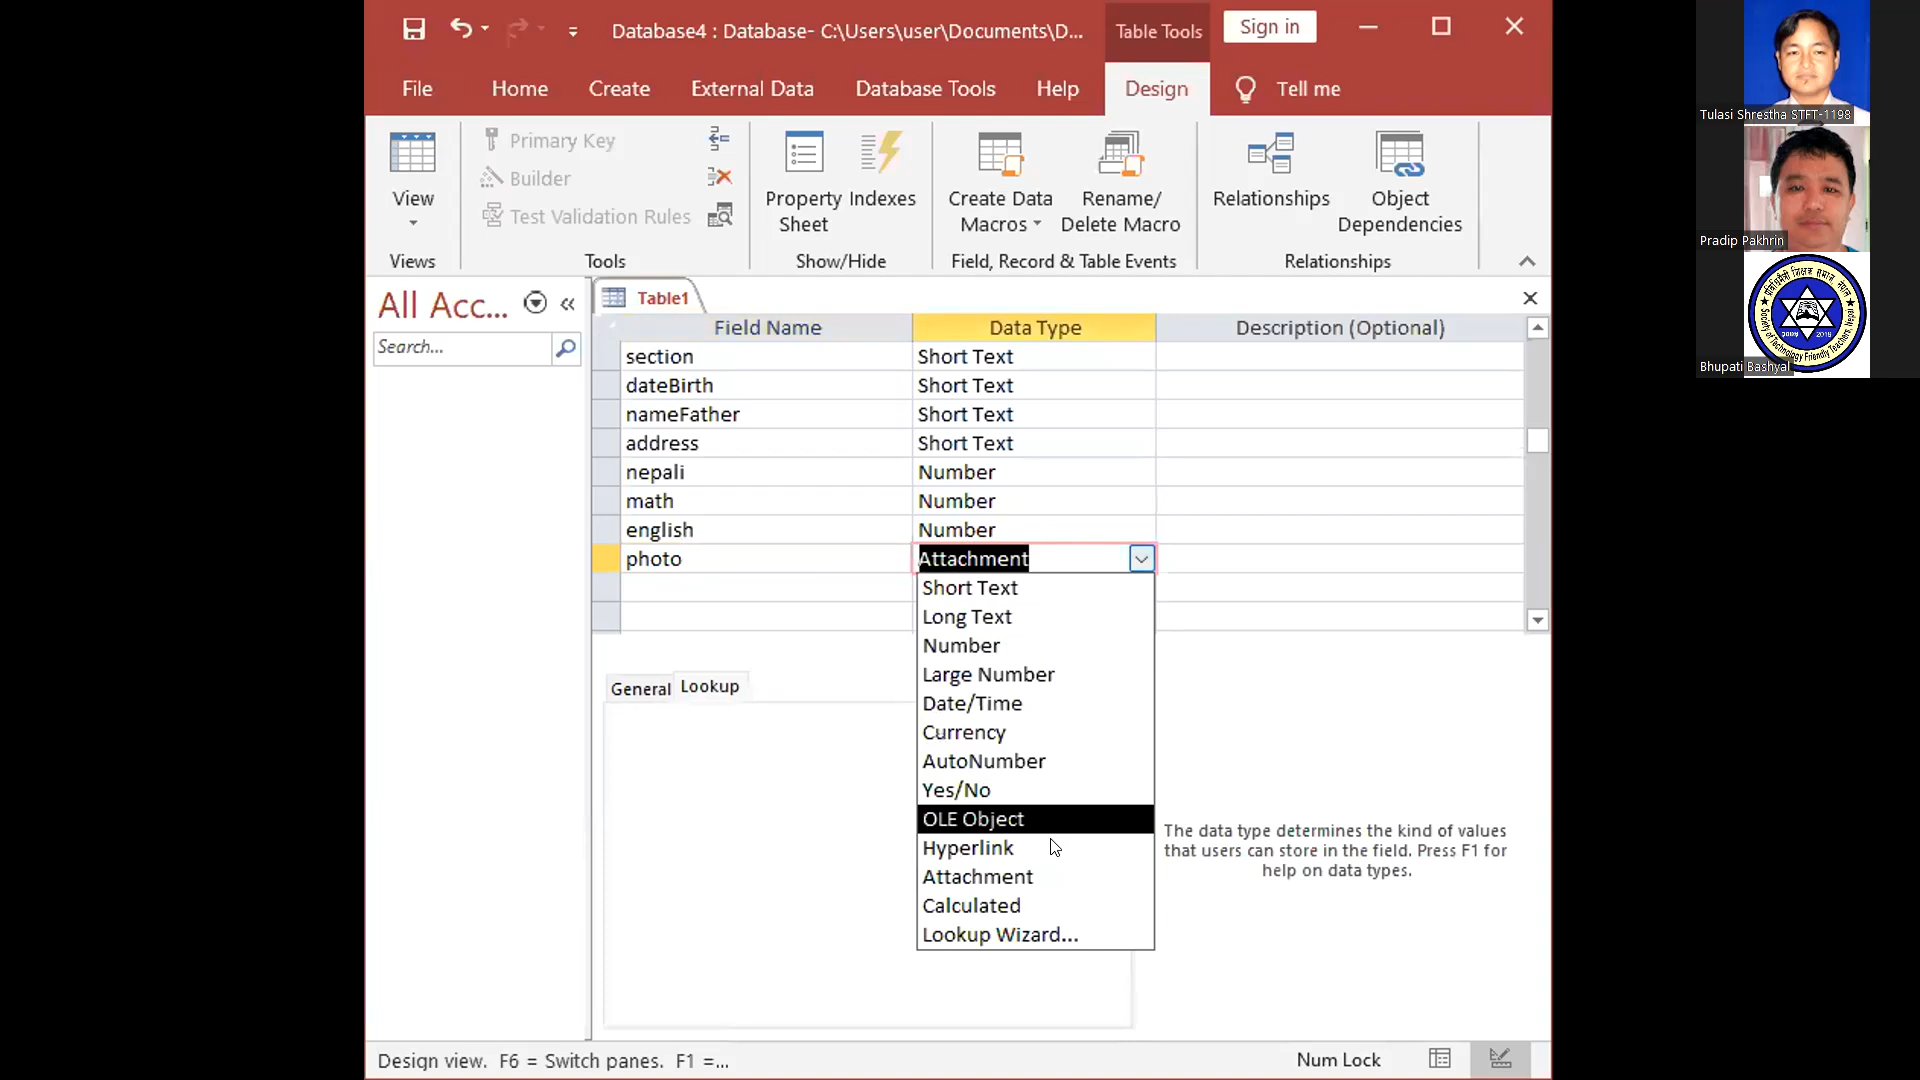 Database4 : Database- C:\Users\user\Documents\D...
Table Tools
Sign in
File
Home
Create
External Data
Database Tools
Help
Design
Tell me
View
Primary Key
Builder
Test Validation Rules
Property
Sheet
Indexes
Create Data
Macros
Rename/
Delete Macro
Relationships
Object
Dependencies
Views
Tools
Show/Hide
Field, Record & Table Events
Relationships
All Acc...
Search...
Table1
Field Name
Data Type
Description (Optional)
section
Short Text
dateBirth
Short Text
nameFather
Short Text
address
Short Text
nepali
Number
math
Number
english
Number
photo
Attachment
Short Text
Long Text
Number
Large Number
Date/Time
Currency
AutoNumber
Yes/No
OLE Object
Hyperlink
Attachment
Calculated
Lookup Wizard...
General
Lookup
The data type determines the kind of values
that users can store in the field. Press F1 for
help on data types.
Design view. F6 = Switch panes. F1 =...
Num Lock
Tulasi Shrestha STFT-1198
Pradip Pakhrin
Society of Technology Friendly Teachers, Nepal
Bhupati Bashyal